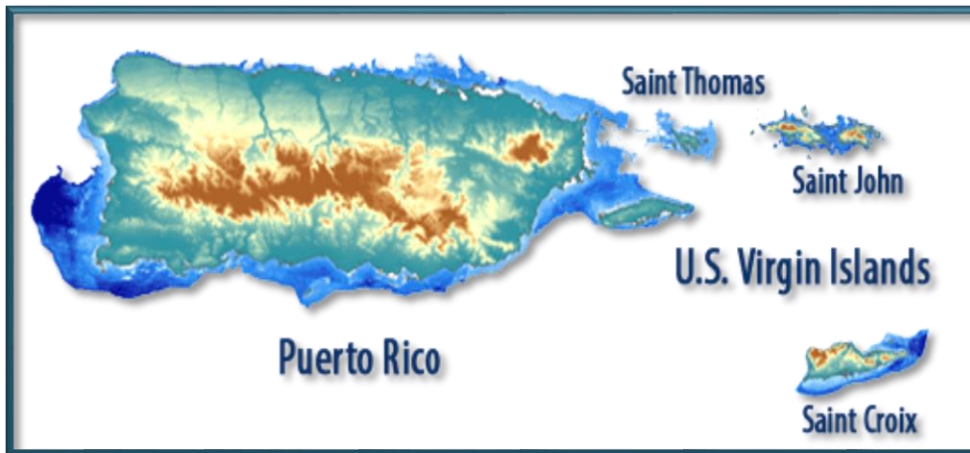 Saint Thomas
Saint John
U.S. Virgin Islands
Puerto Rico
Saint Croix